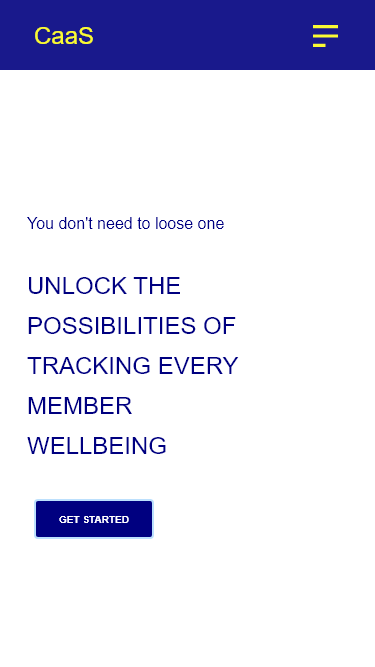 CaaS
You don't need to loose one
UNLOCK THE
POSSIBILITIES OF
TRACKING EVERY
MEMBER
WELLBEING
GET STARTED